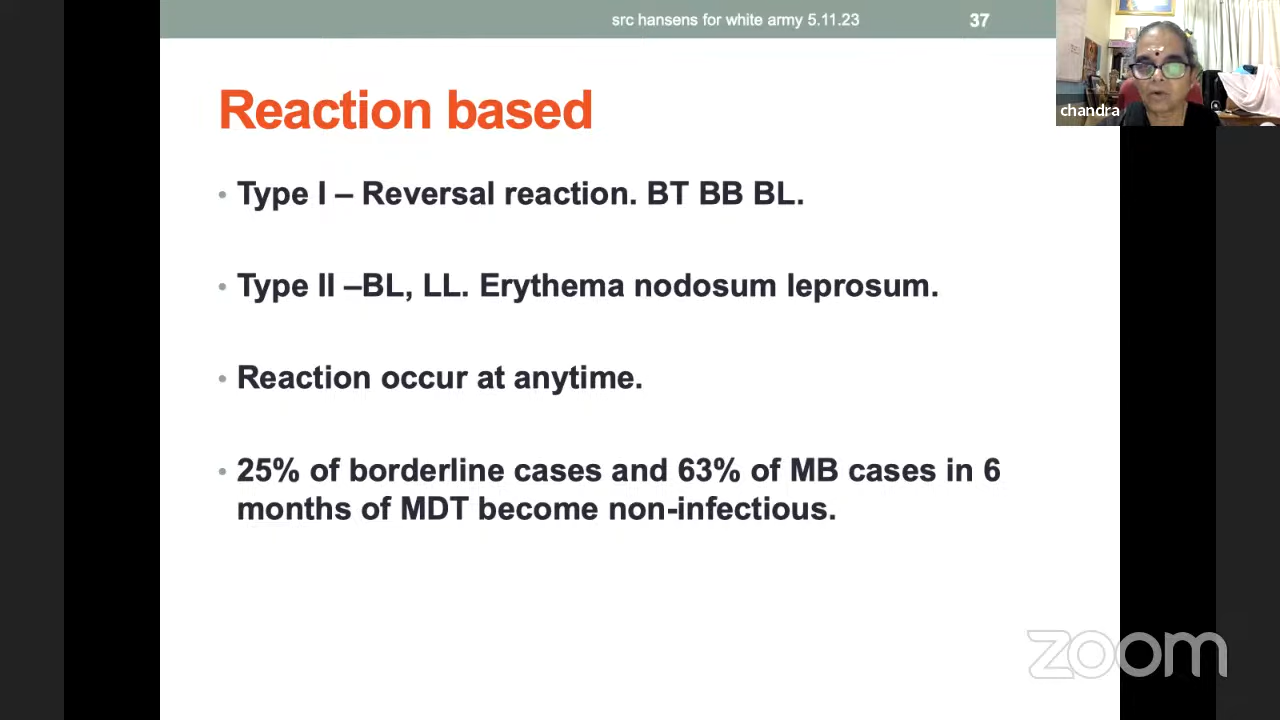 src hansens for white army 5.11.23
37
chandra
Reaction based
• Type I – Reversal reaction. BT BB BL.
• Type II –BL, LL. Erythema nodosum leprosum.
• Reaction occur at anytime.
• 25% of borderline cases and 63% of MB cases in 6
months of MDT become non-infectious.
zoom